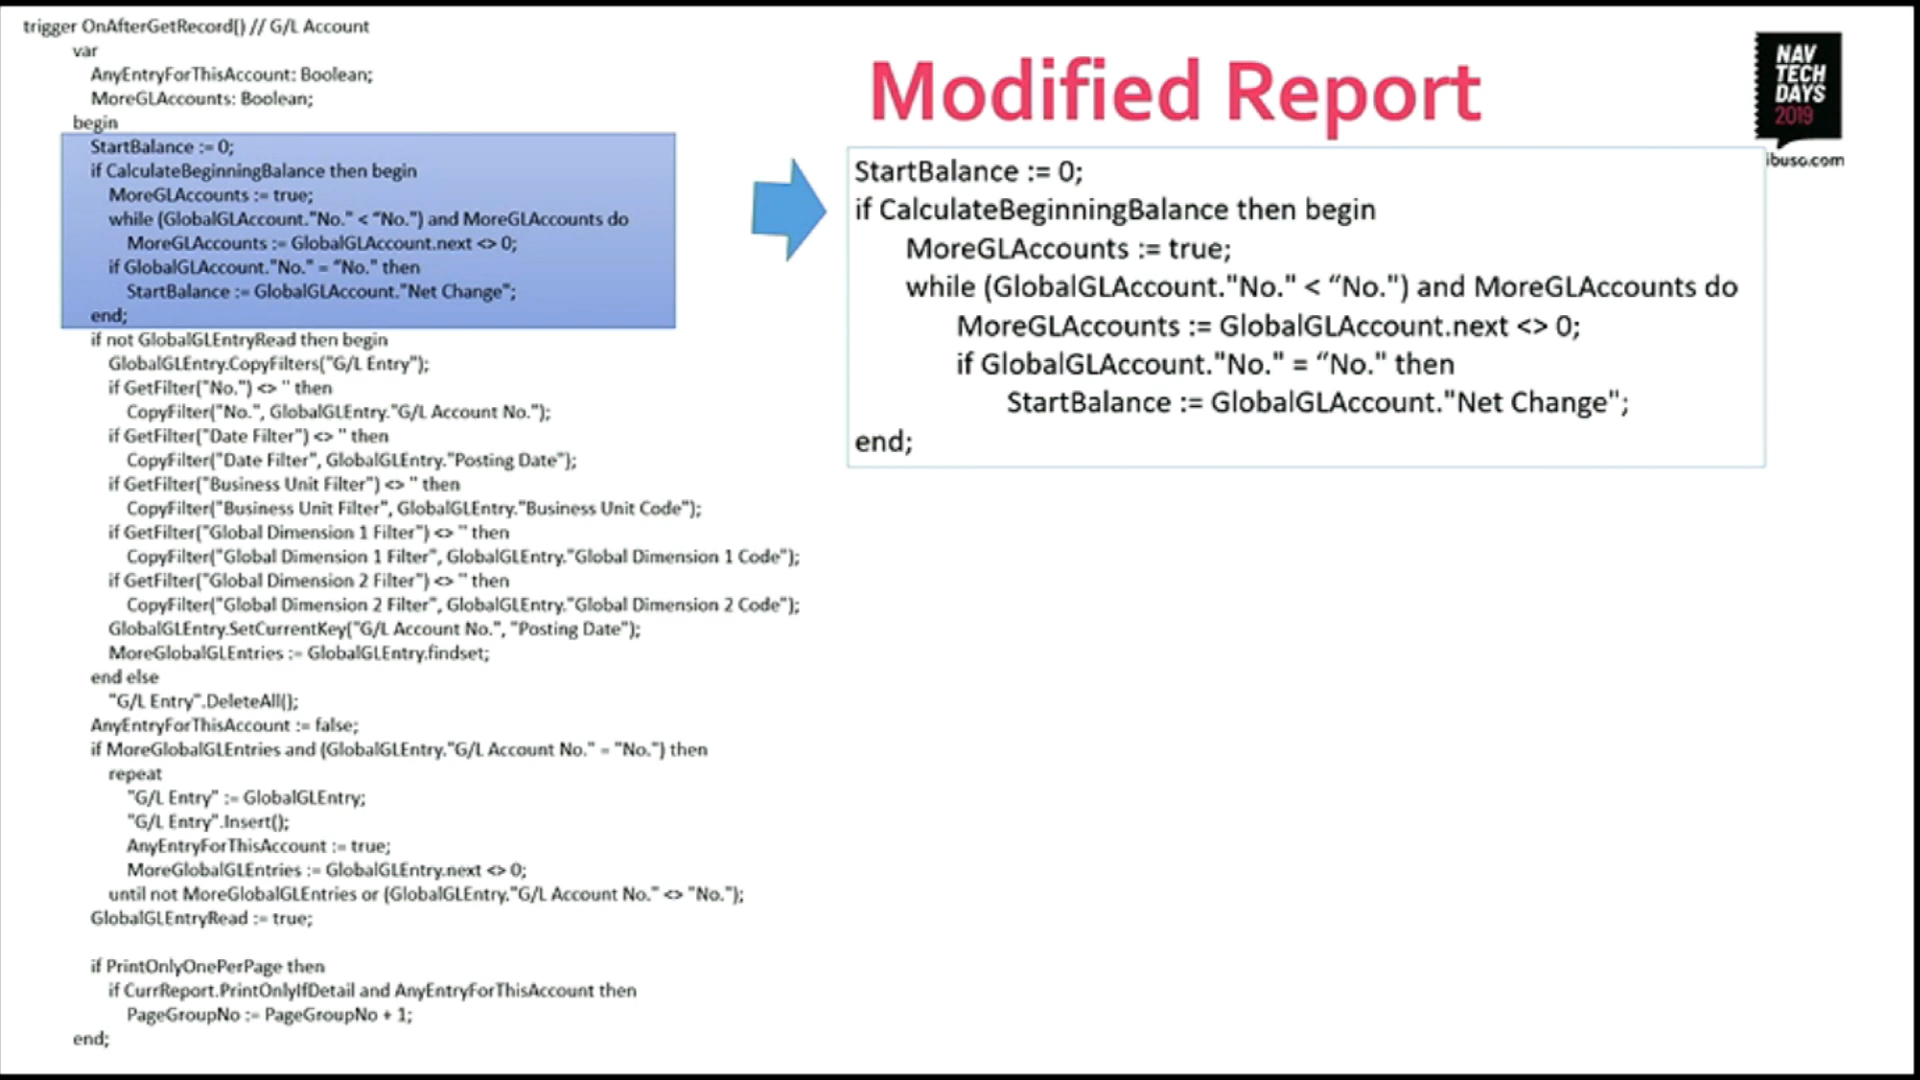 trigger OnAfterGetRecord() // G/L Account
var
AnyEntryForThisAccount: Boolean;
MoreGLAccounts: Boolean;
begin
StartBalance := 0;
if CalculateBeginningBalance then begin
MoreGLAccounts := true;
while (GlobalGLAccount."No." < “No.") and MoreGLAccounts do
MoreGLAccounts := GlobalGLAccount.next <> 0;
if GlobalGLAccount."No." = “No." then
StartBalance := GlobalGLAccount."Net Change";
end;
if not GlobalGLEntryRead then begin
GlobalGLEntry.CopyFilters("G/L Entry");
if GetFilter("No.") <> '' then
CopyFilter("No.", GlobalGLEntry."G/L Account No.");
if GetFilter("Date Filter") <> '' then
CopyFilter("Date Filter", GlobalGLEntry."Posting Date");
if GetFilter("Business Unit Filter") <> '' then
CopyFilter("Business Unit Filter", GlobalGLEntry."Business Unit Code");
if GetFilter("Global Dimension 1 Filter") <> '' then
CopyFilter("Global Dimension 1 Filter", GlobalGLEntry."Global Dimension 1 Code");
if GetFilter("Global Dimension 2 Filter") <> '' then
CopyFilter("Global Dimension 2 Filter", GlobalGLEntry."Global Dimension 2 Code");
GlobalGLEntry.SetCurrentKey("G/L Account No.", "Posting Date");
MoreGlobalGLEntries := GlobalGLEntry.findset;
end else
"G/L Entry".DeleteAll();
AnyEntryForThisAccount := false;
if MoreGlobalGLEntries and (GlobalGLEntry."G/L Account No." = "No.") then
repeat
"G/L Entry" := GlobalGLEntry;
"G/L Entry".Insert();
AnyEntryForThisAccount := true;
MoreGlobalGLEntries := GlobalGLEntry.next <> 0;
until not MoreGlobalGLEntries or (GlobalGLEntry."G/L Account No." <> "No.");
GlobalGLEntryRead := true;
if PrintOnlyOnePerPage then
if CurrReport.PrintOnlyIfDetail and AnyEntryForThisAccount then
PageGroupNo := PageGroupNo + 1;
end;
Modified Report
StartBalance := 0;
if CalculateBeginningBalance then begin
MoreGLAccounts := true;
while (GlobalGLAccount."No." < “No.") and MoreGLAccounts do
MoreGLAccounts := GlobalGLAccount.next <> 0;
if GlobalGLAccount."No." = “No." then
StartBalance := GlobalGLAccount."Net Change";
end;
NAV
TECH
DAYS
2019
ibuso.com